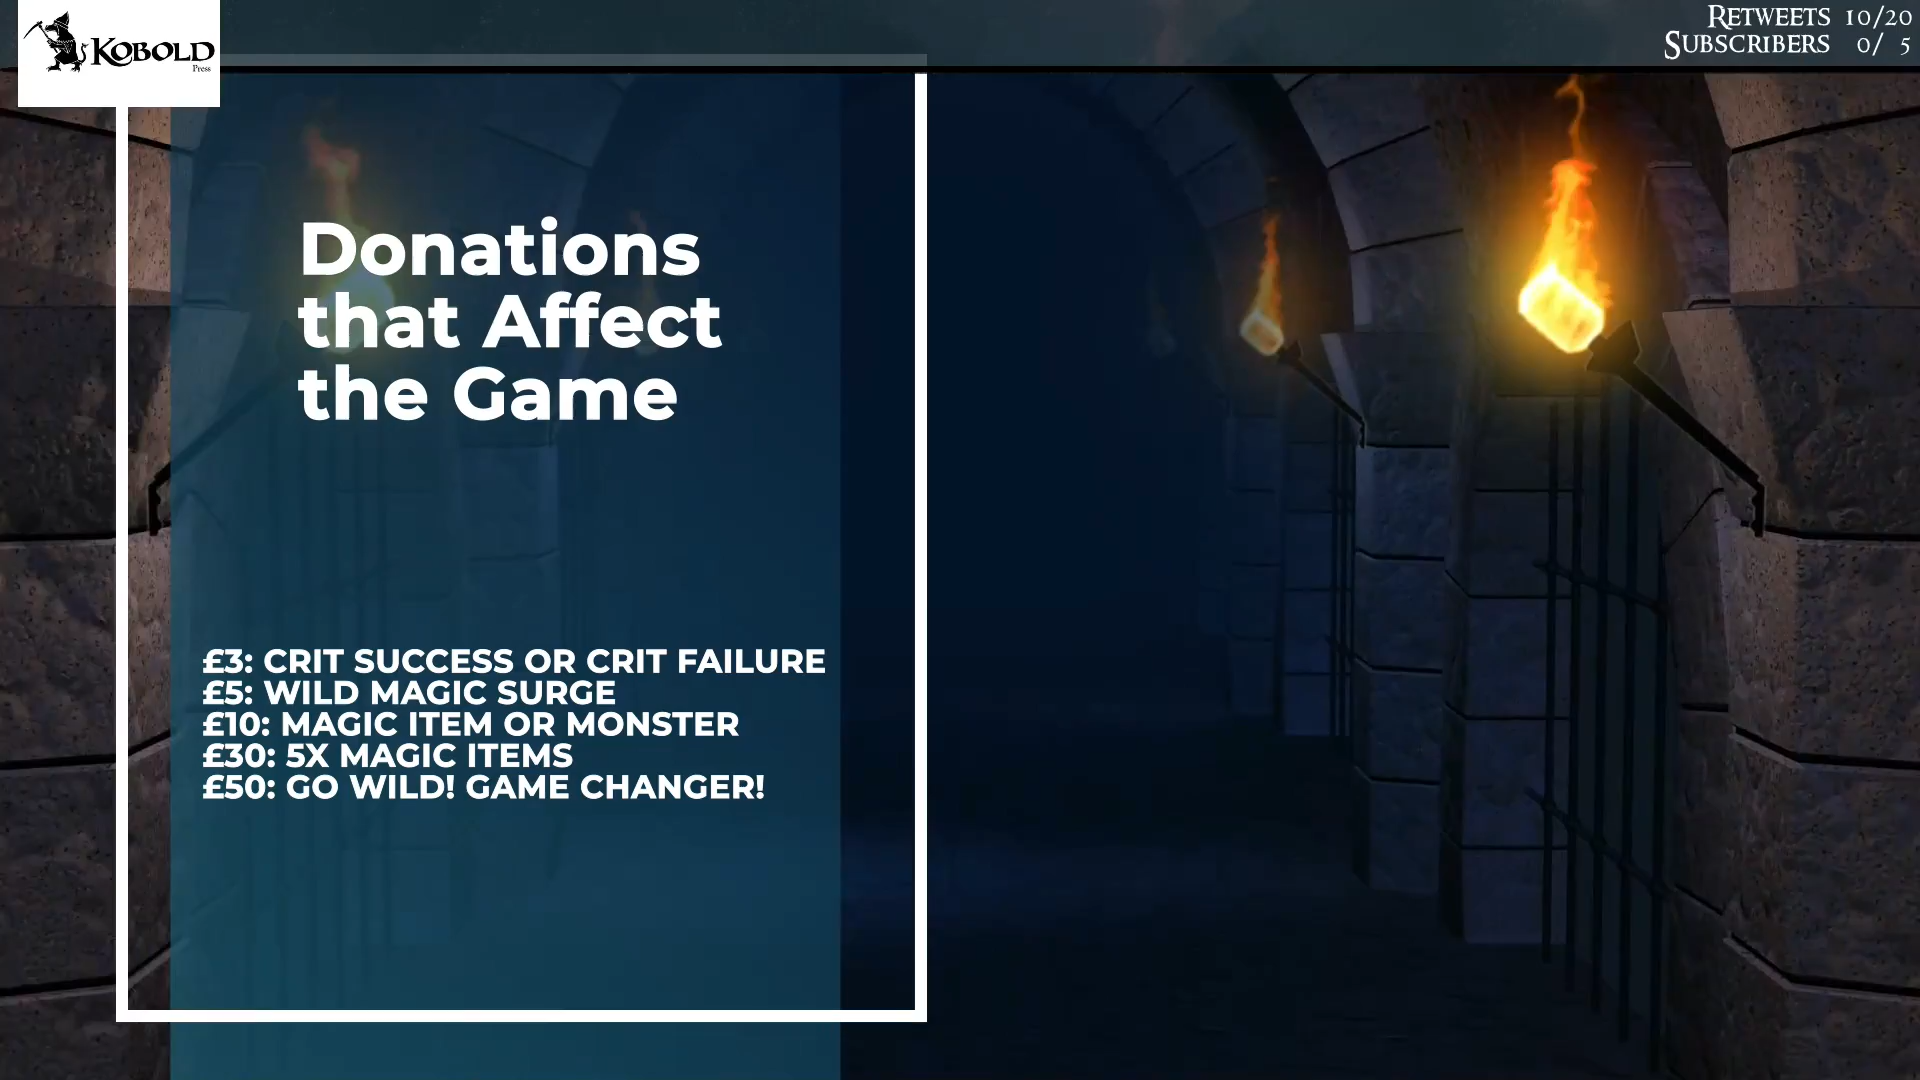 KOBOLD
Press
RETWEETS 10/20
SUBSCRIBERS 0/ 5
Donations
that Affect
the Game
£3: CRIT SUCCESS OR CRIT FAILURE
£5: WILD MAGIC SURGE
£10: MAGIC ITEM OR MONSTER
£30: 5X MAGIC ITEMS
£50: GO WILD! GAME CHANGER!